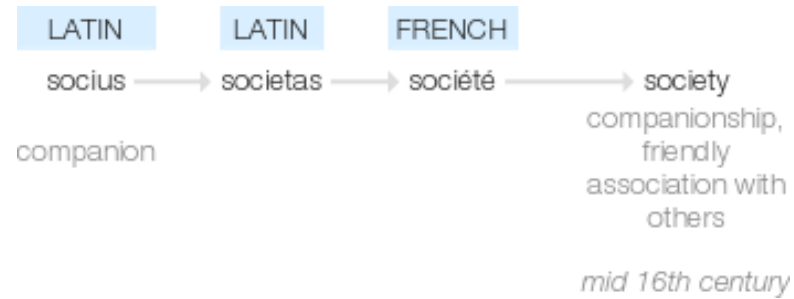 LATIN LATIN FRENCH
socius societas société society
companionship,
companion friendly
association with
others
mid 16th century